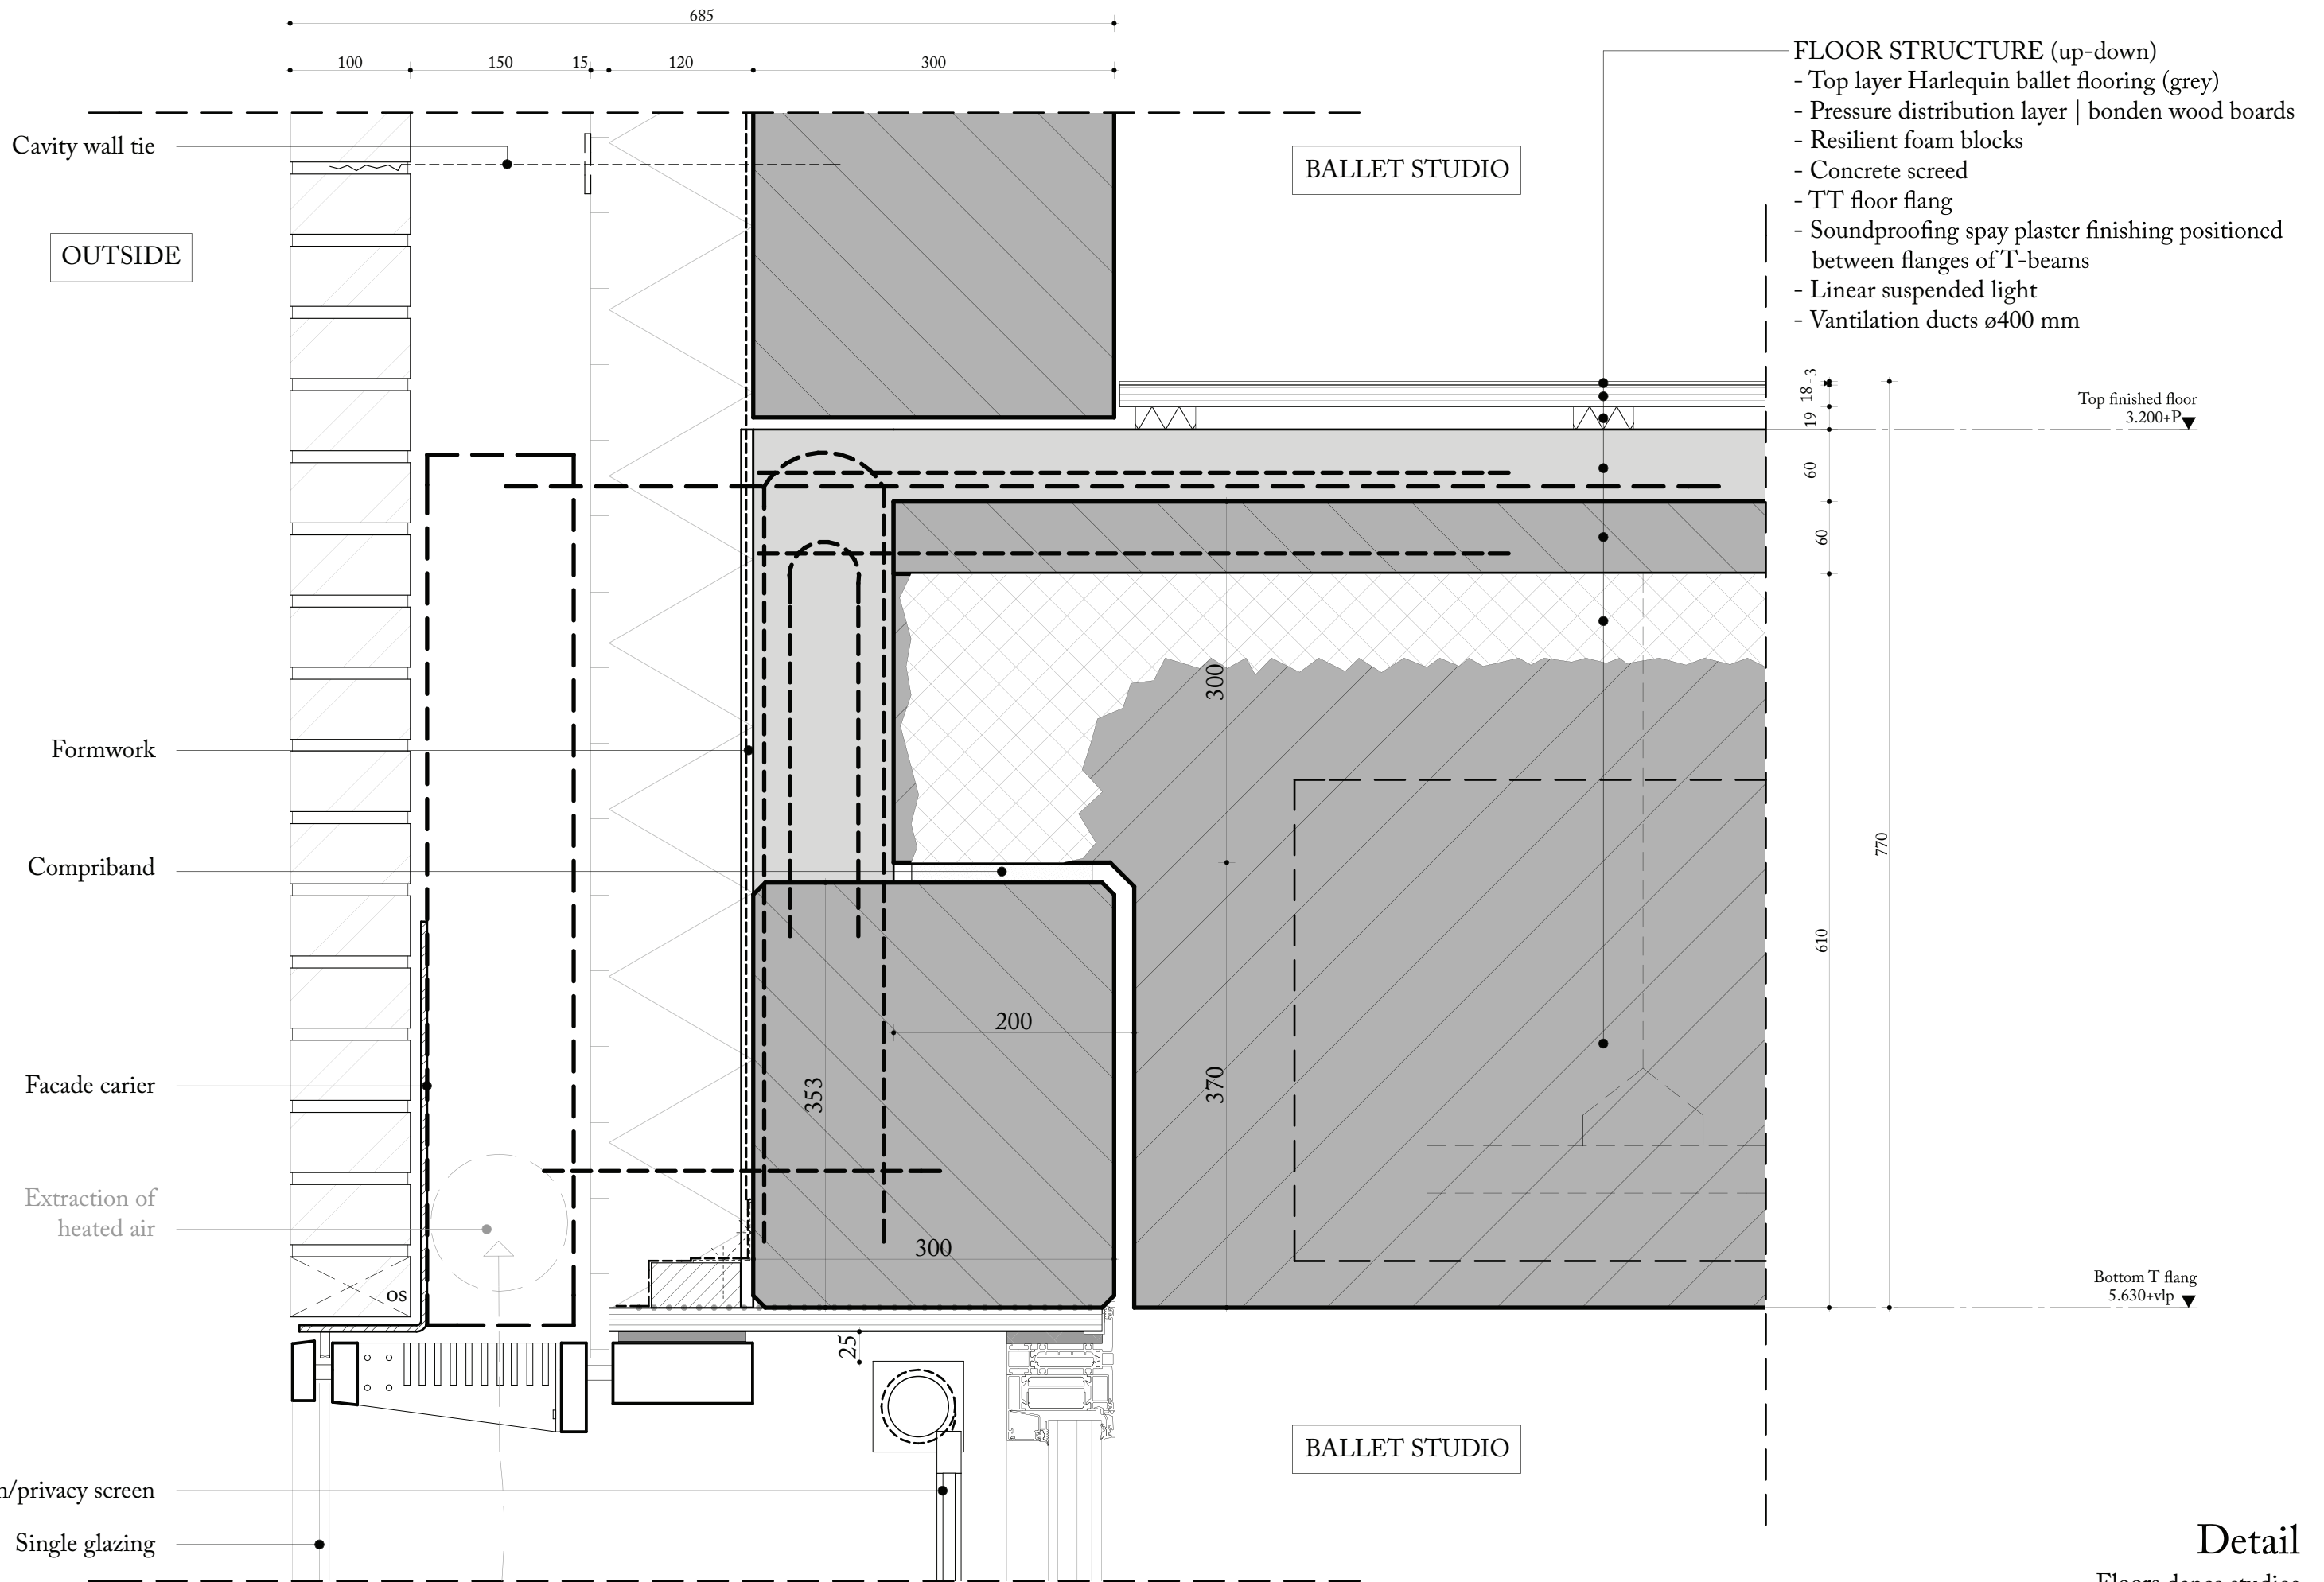 685
100
150
15
120
300
FLOOR STRUCTURE (up-down)
- Top layer Harlequin ballet flooring (grey)
- Pressure distribution layer | bonden wood boards
- Resilient foam blocks
- Concrete screed
- TT floor flang
- Soundproofing spay plaster finishing positioned
between flanges of T-beams
- Linear suspended light
- Vantilation ducts ø400 mm
Cavity wall tie
OUTSIDE
BALLET STUDIO
3
18
19
60
60
610
770
Top finished floor
3.200+P
Formwork
Compriband
300
200
353
370
Facade carier
Extraction of
heated air
300
OS
25
Bottom T flang
5.630+vlp
BALLET STUDIO
/privacy screen
Single glazing
Detail